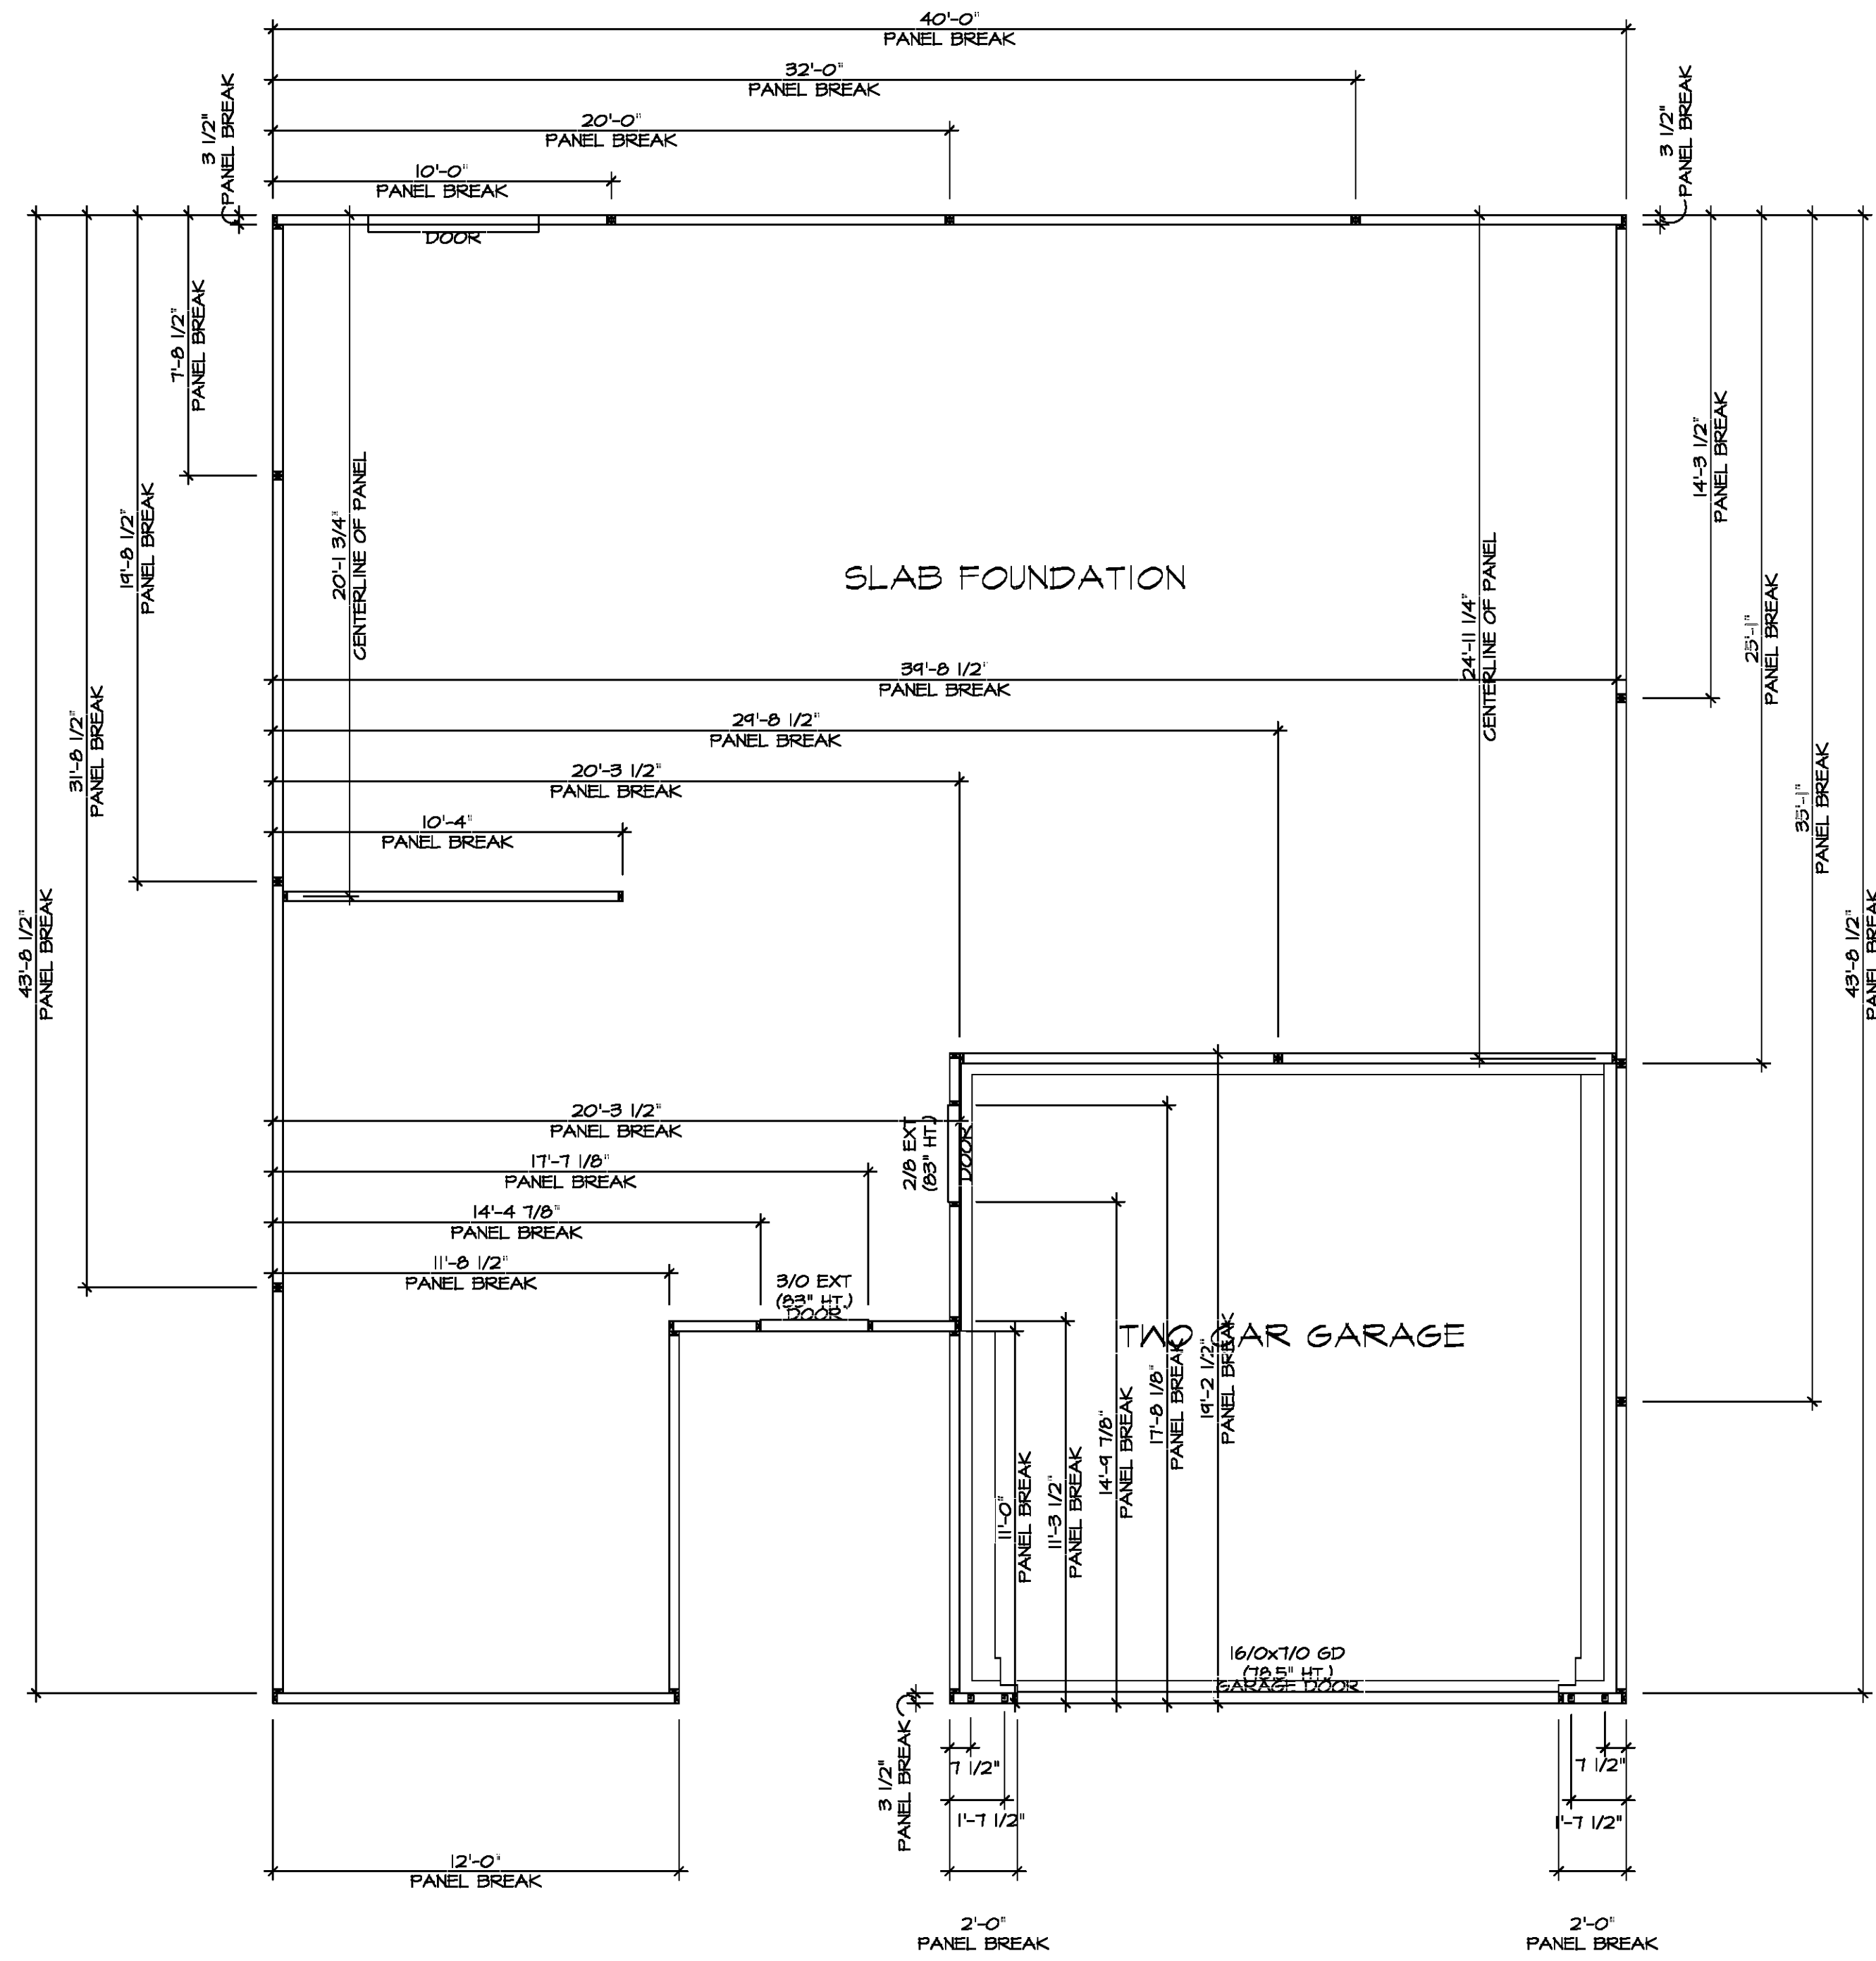 40'-0"
PANEL BREAK
32'-0"
PANEL BREAK
20'-0"
PANEL BREAK
10'-0"
PANEL BREAK
3 1/2"
PANEL BREAK
3 1/2"
PANEL BREAK
DOOR
7'-8 1/2"
PANEL BREAK
19'-8 1/2"
PANEL BREAK
31'-8 1/2"
PANEL BREAK
43'-8 1/2"
PANEL BREAK
20'-1 3/4"
CENTERLINE OF PANEL
SLAB FOUNDATION
24'-11 1/4"
CENTERLINE OF PANEL
14'-3 1/2"
PANEL BREAK
25'-1"
PANEL BREAK
35'-1"
PANEL BREAK
43'-8 1/2"
PANEL BREAK
39'-8 1/2"
PANEL BREAK
29'-8 1/2"
PANEL BREAK
20'-3 1/2"
PANEL BREAK
10'-4"
PANEL BREAK
20'-3 1/2"
PANEL BREAK
17'-7 1/8"
PANEL BREAK
14'-4 7/8"
PANEL BREAK
11'-8 1/2"
PANEL BREAK
2/8 EXT
(83" HT.)
DOOR
3/0 EXT
(83" HT.)
DOOR
TWO CAR GARAGE
11'-0"
PANEL BREAK
11'-3 1/2"
PANEL BREAK
14'-9 7/8"
PANEL BREAK
17'-8 1/8"
PANEL BREAK
19'-2 1/2"
PANEL BREAK
16/0x7/0 GD
(78.5" HT.)
GARAGE DOOR
3 1/2"
PANEL BREAK
7 1/2"
1'-7 1/2"
7 1/2"
1'-7 1/2"
12'-0"
PANEL BREAK
2'-0"
PANEL BREAK
2'-0"
PANEL BREAK